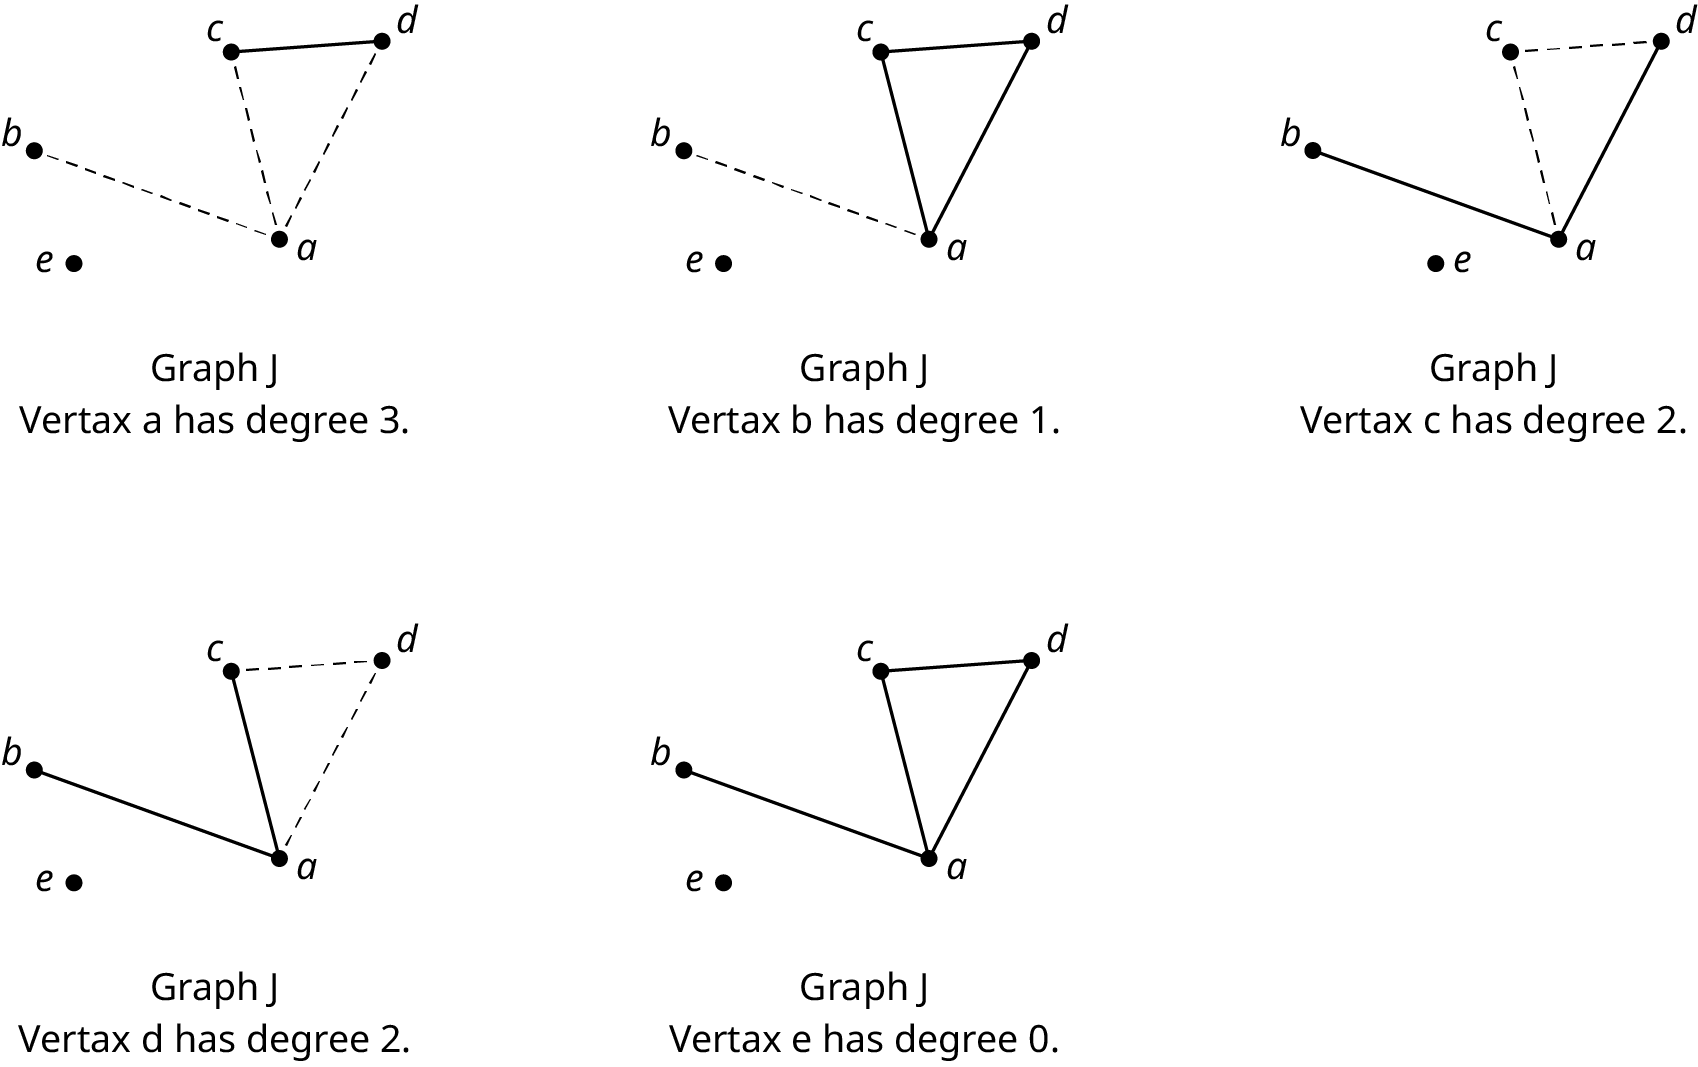 c
d
b
a
e
Graph J
Vertax a has degree 3.
c
d
b
a
e
Graph J
Vertax b has degree 1.
c
d
b
a
e
Graph J
Vertax c has degree 2.
c
d
b
a
e
Graph J
Vertax d has degree 2.
c
d
b
a
e
Graph J
Vertax e has degree 0.